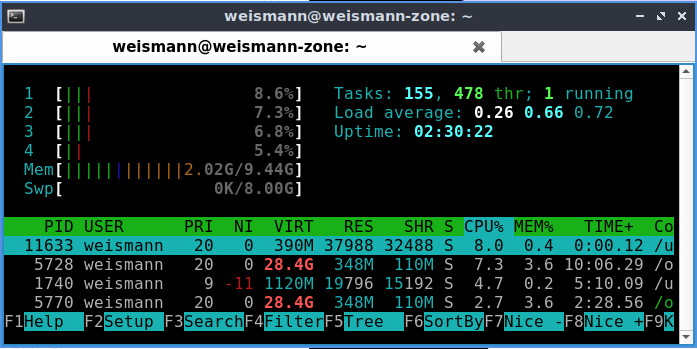 weismann@weismann-zone: ~
weismann@weismann-zone: ~
1 [||| 8.6%] Tasks: 155, 478 thr; 1 running
2 [||| 7.3%] Load average: 0.26 0.66 0.72
3 [||| 6.8%] Uptime: 02:30:22
4 [|| 5.4%]
Mem[||||||||||||2.02G/9.44G]
Swp[ 0K/8.00G]
PID USER PRI NI VIRT RES SHR S CPU% MEM% TIME+ Co
11633 weismann 20 0 390M 37988 32488 S 8.0 0.4 0:00.12 /u
5728 weismann 20 0 28.4G 348M 110M S 7.3 3.6 10:06.29 /o
1740 weismann 9 -11 1120M 19796 15192 S 4.7 0.2 5:10.09 /u
5770 weismann 20 0 28.4G 348M 110M S 2.7 3.6 2:28.56 /o
F1Help F2Setup F3SearchF4FilterF5Tree F6SortByF7Nice -F8Nice +F9K